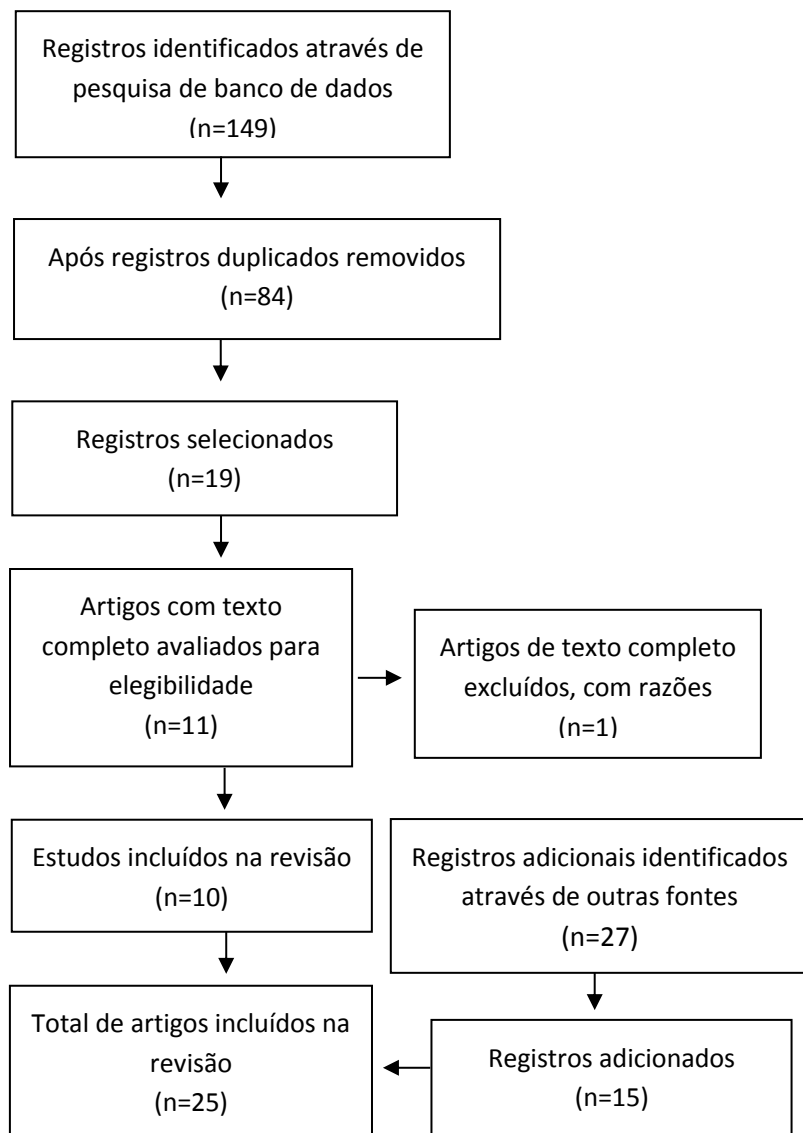 Registros identificados através de
pesquisa de banco de dados
(n=149)
Após registros duplicados removidos
(n=84)
Registros selecionados
(n=19)
Artigos com texto
completo avaliados para
elegibilidade
(n=11)
Artigos de texto completo
excluídos, com razões
(n=1)
Estudos incluídos na revisão
(n=10)
Registros adicionais identificados
através de outras fontes
(n=27)
Total de artigos incluídos na
revisão
(n=25)
Registros adicionados
(n=15)